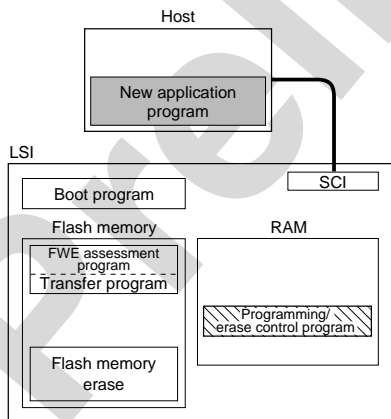 Host
New application
program
LSI
SCI
Boot program
Flash memory
RAM
FWE assessment
program
Transfer program
Programming/
erase control program
Flash memory
erase